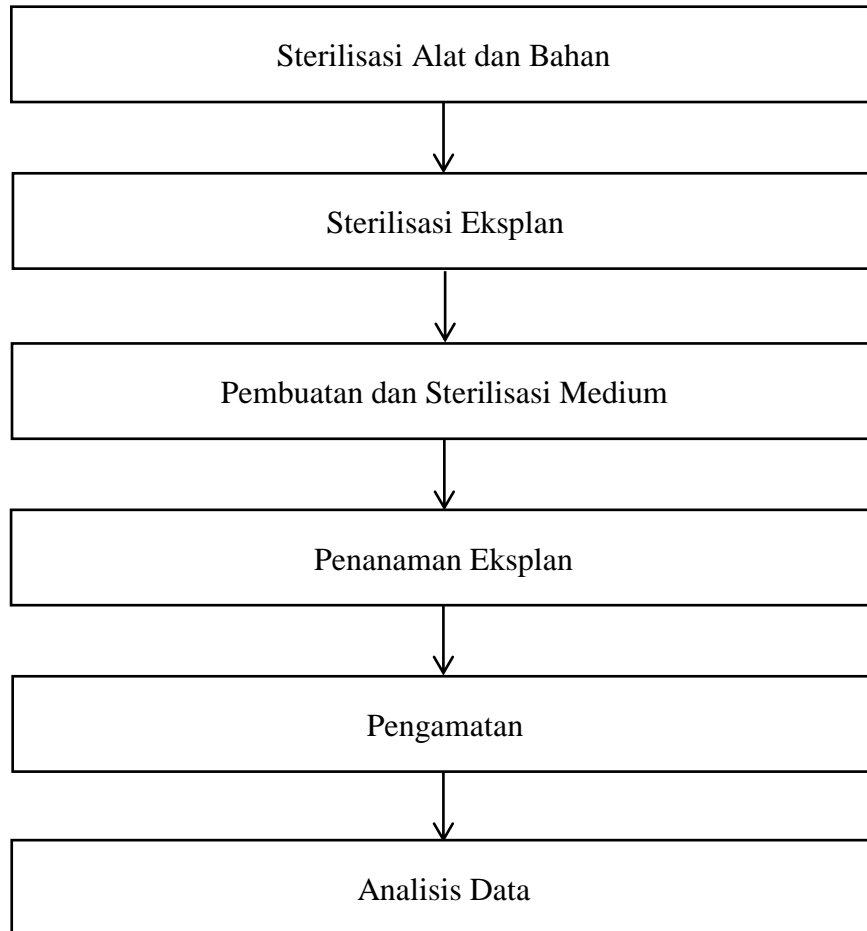 Sterilisasi Alat dan Bahan
Sterilisasi Eksplan
Pembuatan dan Sterilisasi Medium
Penanaman Eksplan
Pengamatan
Analisis Data